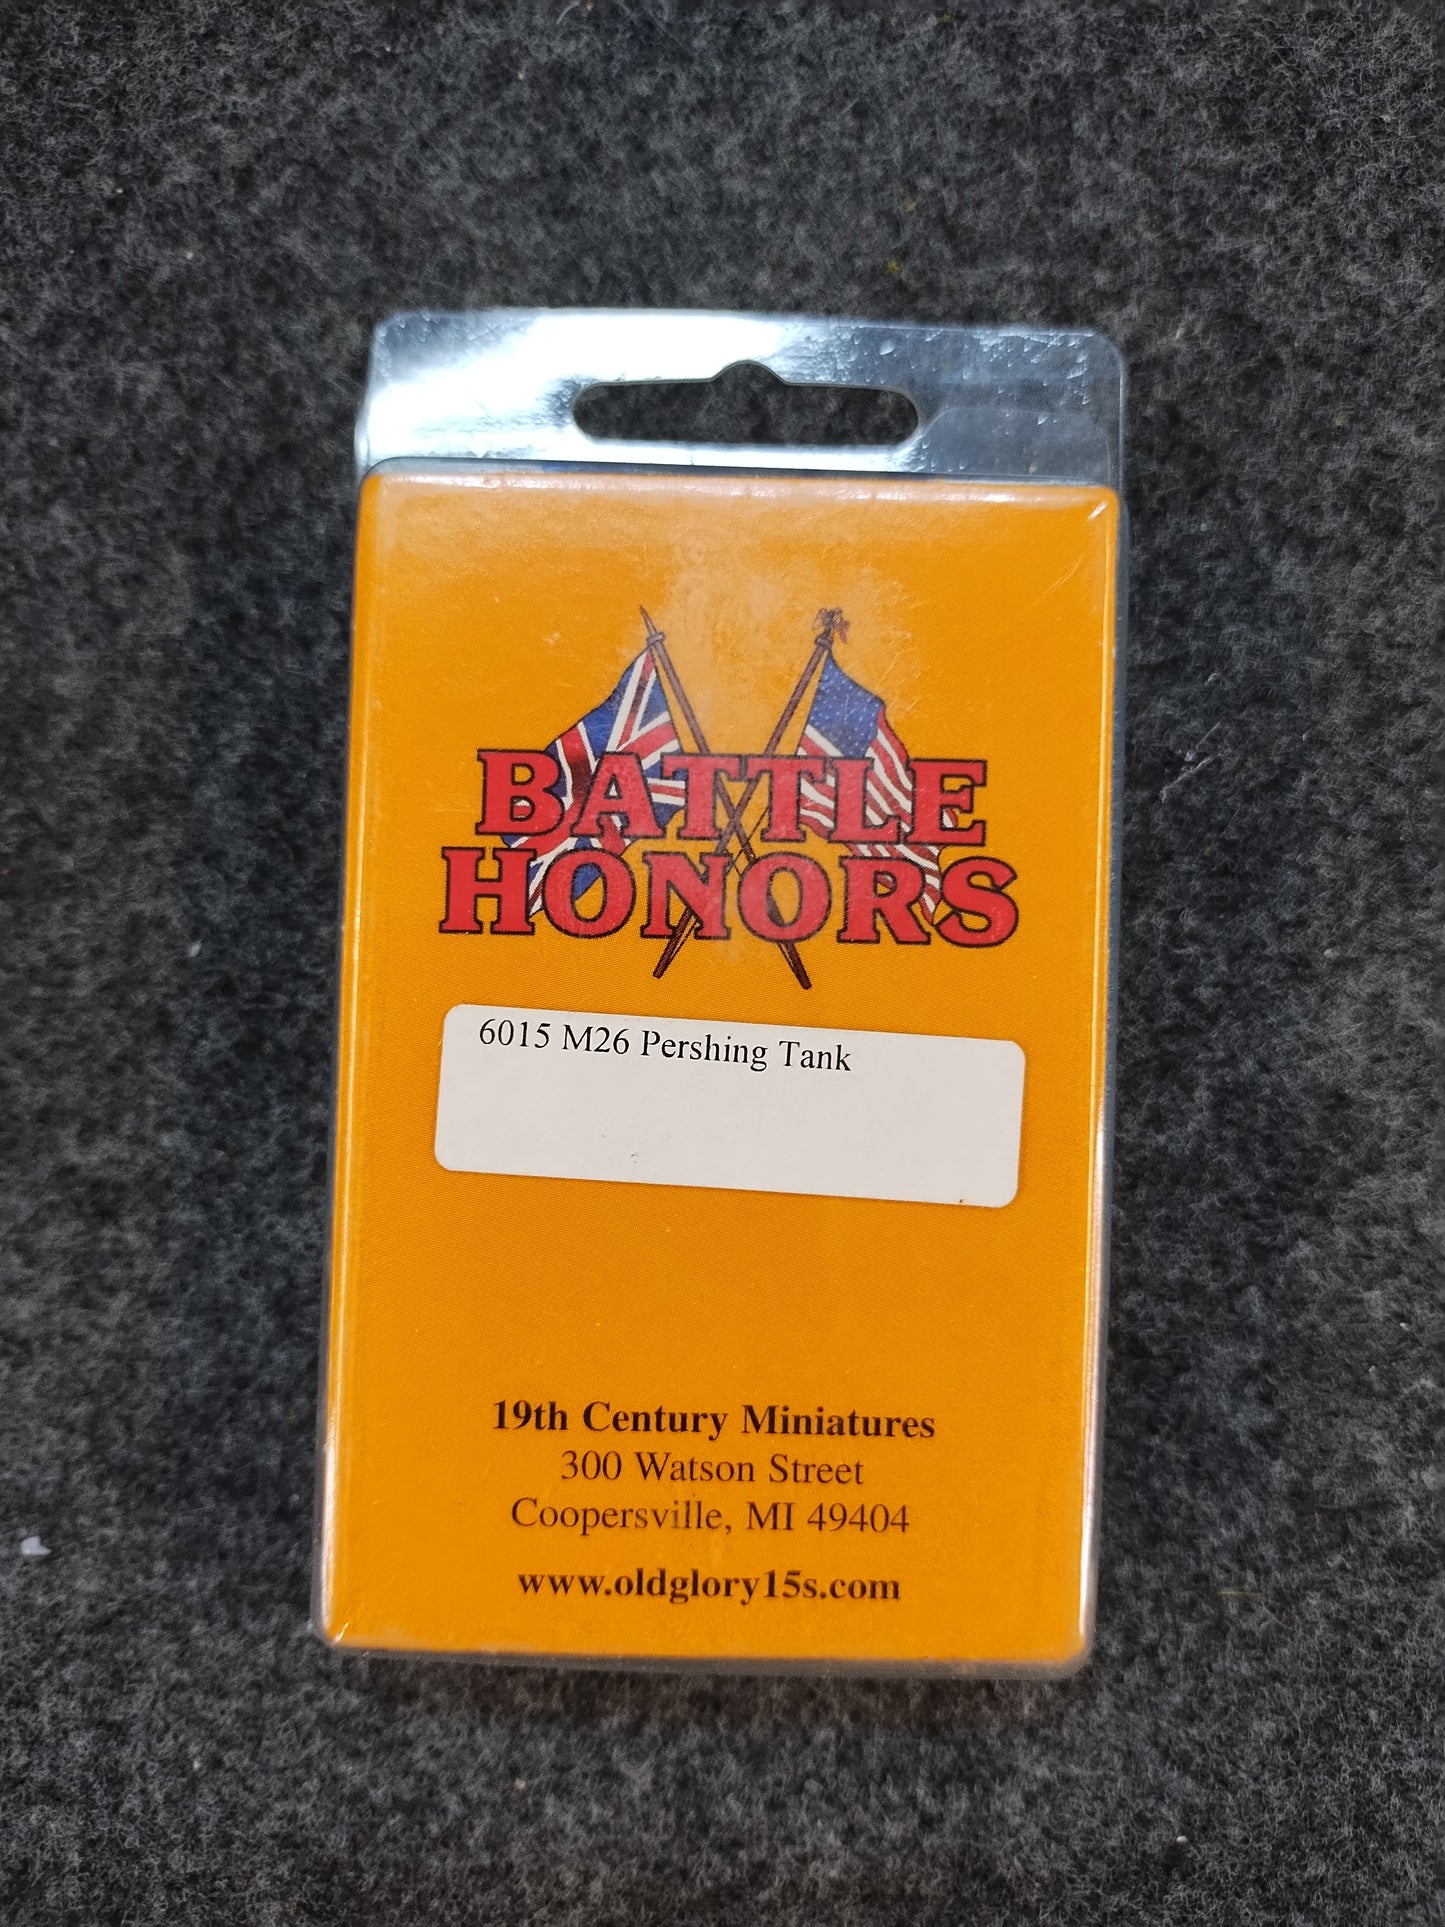 BATTLE
HONORS
6015 M26 Pershing Tank
19th Century Miniatures
300 Watson Street
Coopersville, MI 49404
www.oldglory15s.com